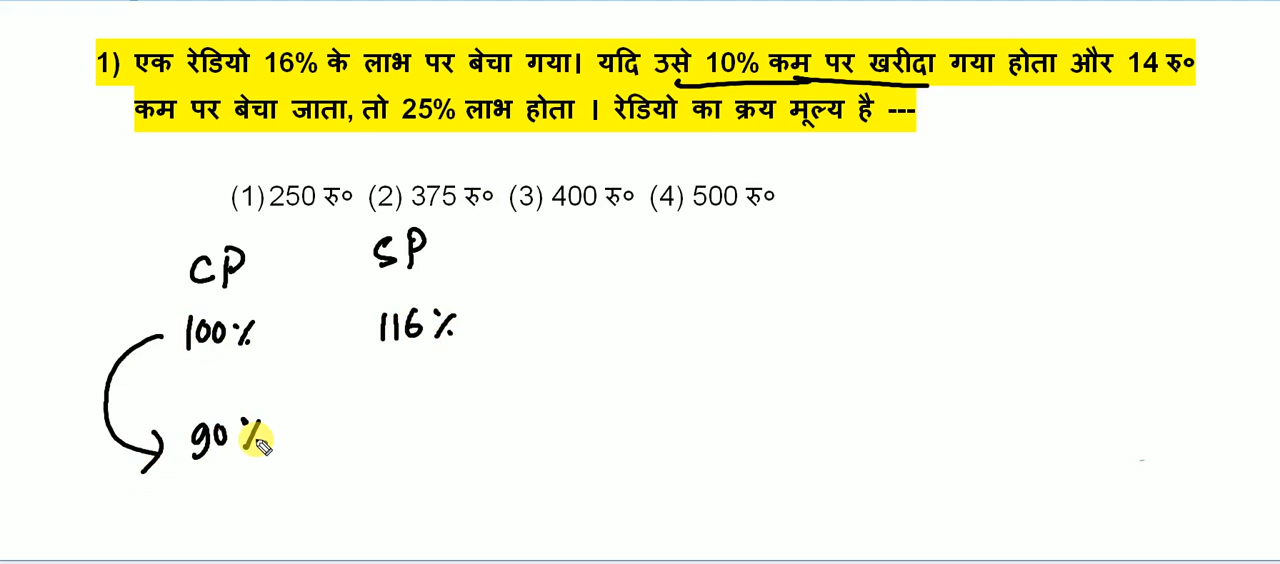 1) एक रेडियो 16% के लाभ पर बेचा गया। यदि उसे 10% कम पर खरीदा गया होता और 14 रु०
कम पर बेचा जाता, तो 25% लाभ होता । रेडियो का क्रय मूल्य है ---
(1) 250 रु० (2) 375 रु० (3) 400 रु० (4) 500 रु०
CP SP
100% 116%
90%